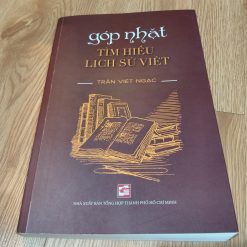 góp nhặt
TÌM HIỂU
LỊCH SỬ VIỆT
TRẦN VIẾT NGẠC
NHÀ XUẤT BẢN TỔNG HỢP THÀNH PHỐ HỒ CHÍ MINH